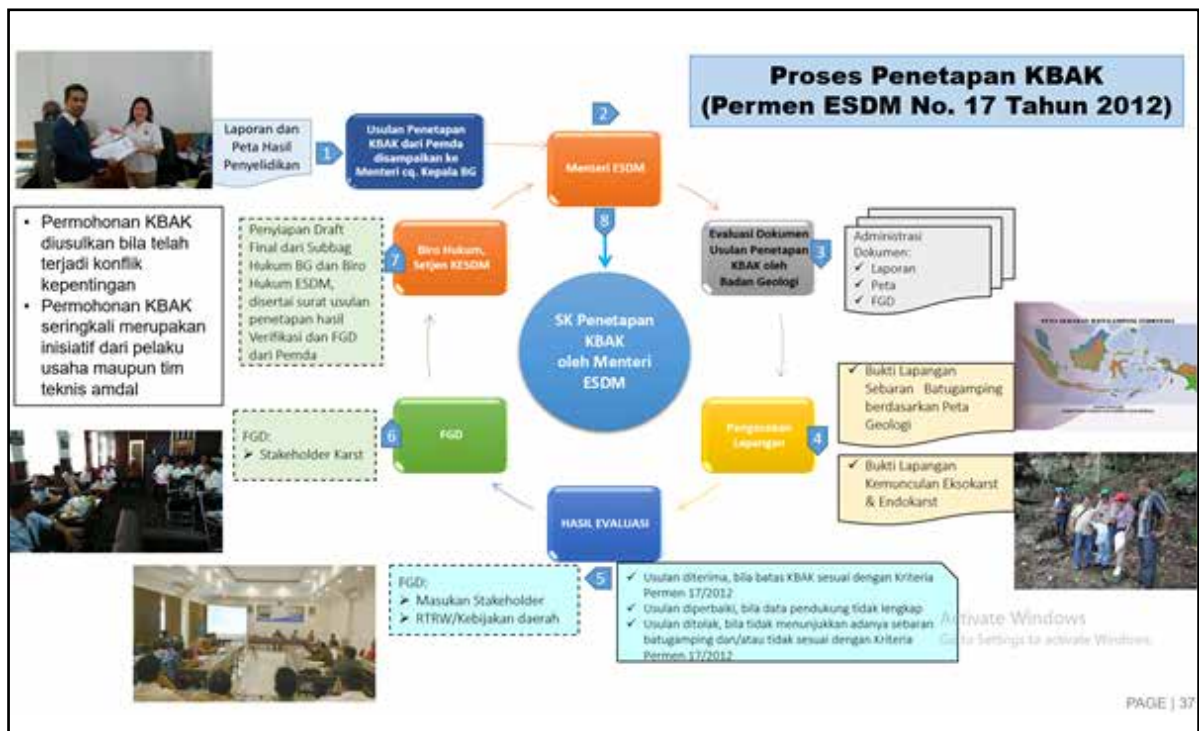 Proses Penetapan KBAK
(Permen ESDM No. 17 Tahun 2012)
Laporan dan
Peta Hasil
Penyelidikan
1
Usulan Penetapan
KBAK dari Pemda
disampaikan ke
Menteri cq. Kepala BG
2
Menteri ESDM
8
SK Penetapan
KBAK
oleh Menteri
ESDM
Evaluasi Dokumen
Usulan Penetapan
KBAK oleh
Badan Geologi
3
Administrasi
Dokumen:
✓ Laporan
✓ Peta
✓ FGD
Pengecekan
Lapangan
4
✓ Bukti Lapangan
Sebaran Batugamping
berdasarkan Peta
Geologi
✓ Bukti Lapangan
Kemunculan Eksokarst
& Endokarst
HASIL EVALUASI
5
✓ Usulan diterima, bila batas KBAK sesuai dengan Kriteria
Permen 17/2012
✓ Usulan diperbaiki, bila data pendukung tidak lengkap
✓ Usulan ditolak, bila tidak menunjukkan adanya sebaran
batugamping dan/atau tidak sesuai dengan Kriteria
Permen 17/2012
FGD:
➢ Masukan Stakeholder
➢ RTRW/Kebijakan daerah
FGD
6
FGD:
➢ Stakeholder Karst
Biro Hukum,
Setjen KESDM
7
Penyiapan Draft
Final dari Subbag
Hukum BG dan Biro
Hukum ESDM,
disertai surat usulan
penetapan hasil
Verifikasi dan FGD
dari Pemda
• Permohonan KBAK
diusulkan bila telah
terjadi konflik
kepentingan
• Permohonan KBAK
seringkali merupakan
inisiatif dari pelaku
usaha maupun tim
teknis amdal
Activate Windows
Go to Settings to activate Windows.
PAGE | 37